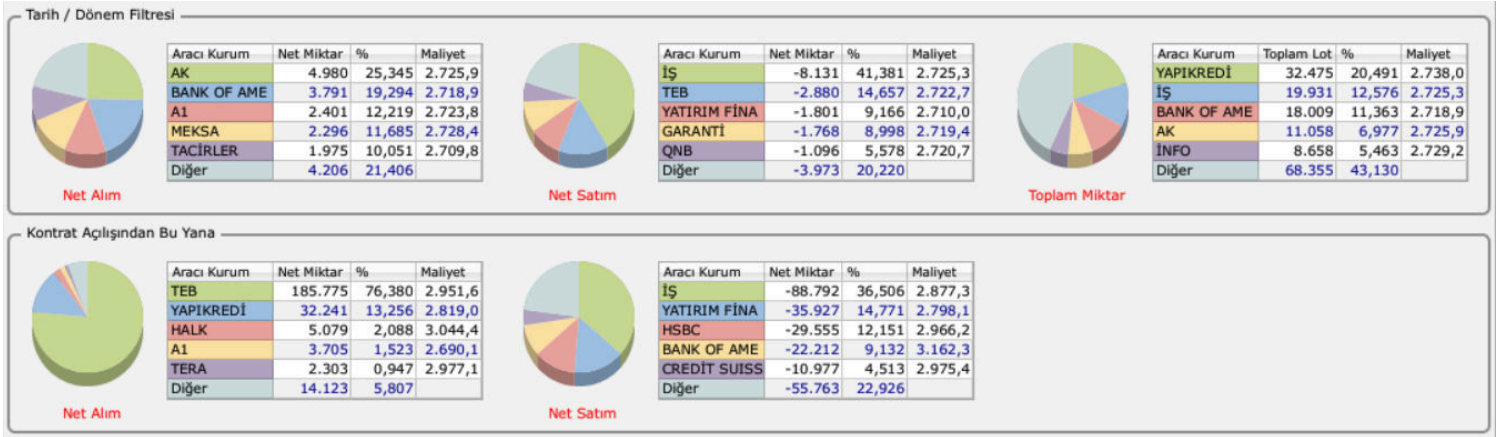 Tarih / Dönem Filtresi
Aracı Kurum Net Miktar % Maliyet
AK 4.980 25,345 2.725,9
BANK OF AME 3.791 19,294 2.718,9
A1 2.401 12,219 2.723,8
MEKSA 2.296 11,685 2.728,4
TACİRLER 1.975 10,051 2.709,8
Diğer 4.206 21,406
Net Alım
Aracı Kurum Net Miktar % Maliyet
İŞ -8.131 41,381 2.725,3
TEB -2.880 14,657 2.722,7
YATIRIM FİNA -1.801 9,166 2.710,0
GARANTİ -1.768 8,998 2.719,4
QNB -1.096 5,578 2.720,7
Diğer -3.973 20,220
Net Satım
Aracı Kurum Toplam Lot % Maliyet
YAPIKREDİ 32.475 20,491 2.738,0
İŞ 19.931 12,576 2.725,3
BANK OF AME 18.009 11,363 2.718,9
AK 11.058 6,977 2.725,9
İNFO 8.658 5,463 2.729,2
Diğer 68.355 43,130
Toplam Miktar
Kontrat Açılışından Bu Yana
Aracı Kurum Net Miktar % Maliyet
TEB 185.775 76,380 2.951,6
YAPIKREDİ 32.241 13,256 2.819,0
HALK 5.079 2,088 3.044,4
A1 3.705 1,523 2.690,1
TERA 2.303 0,947 2.977,1
Diğer 14.123 5,807
Net Alım
Aracı Kurum Net Miktar % Maliyet
İŞ -88.792 36,506 2.877,3
YATIRIM FİNA -35.927 14,771 2.798,1
HSBC -29.555 12,151 2.966,2
BANK OF AME -22.212 9,132 3.162,3
CREDİT SUISS -10.977 4,513 2.975,4
Diğer -55.763 22,926
Net Satım